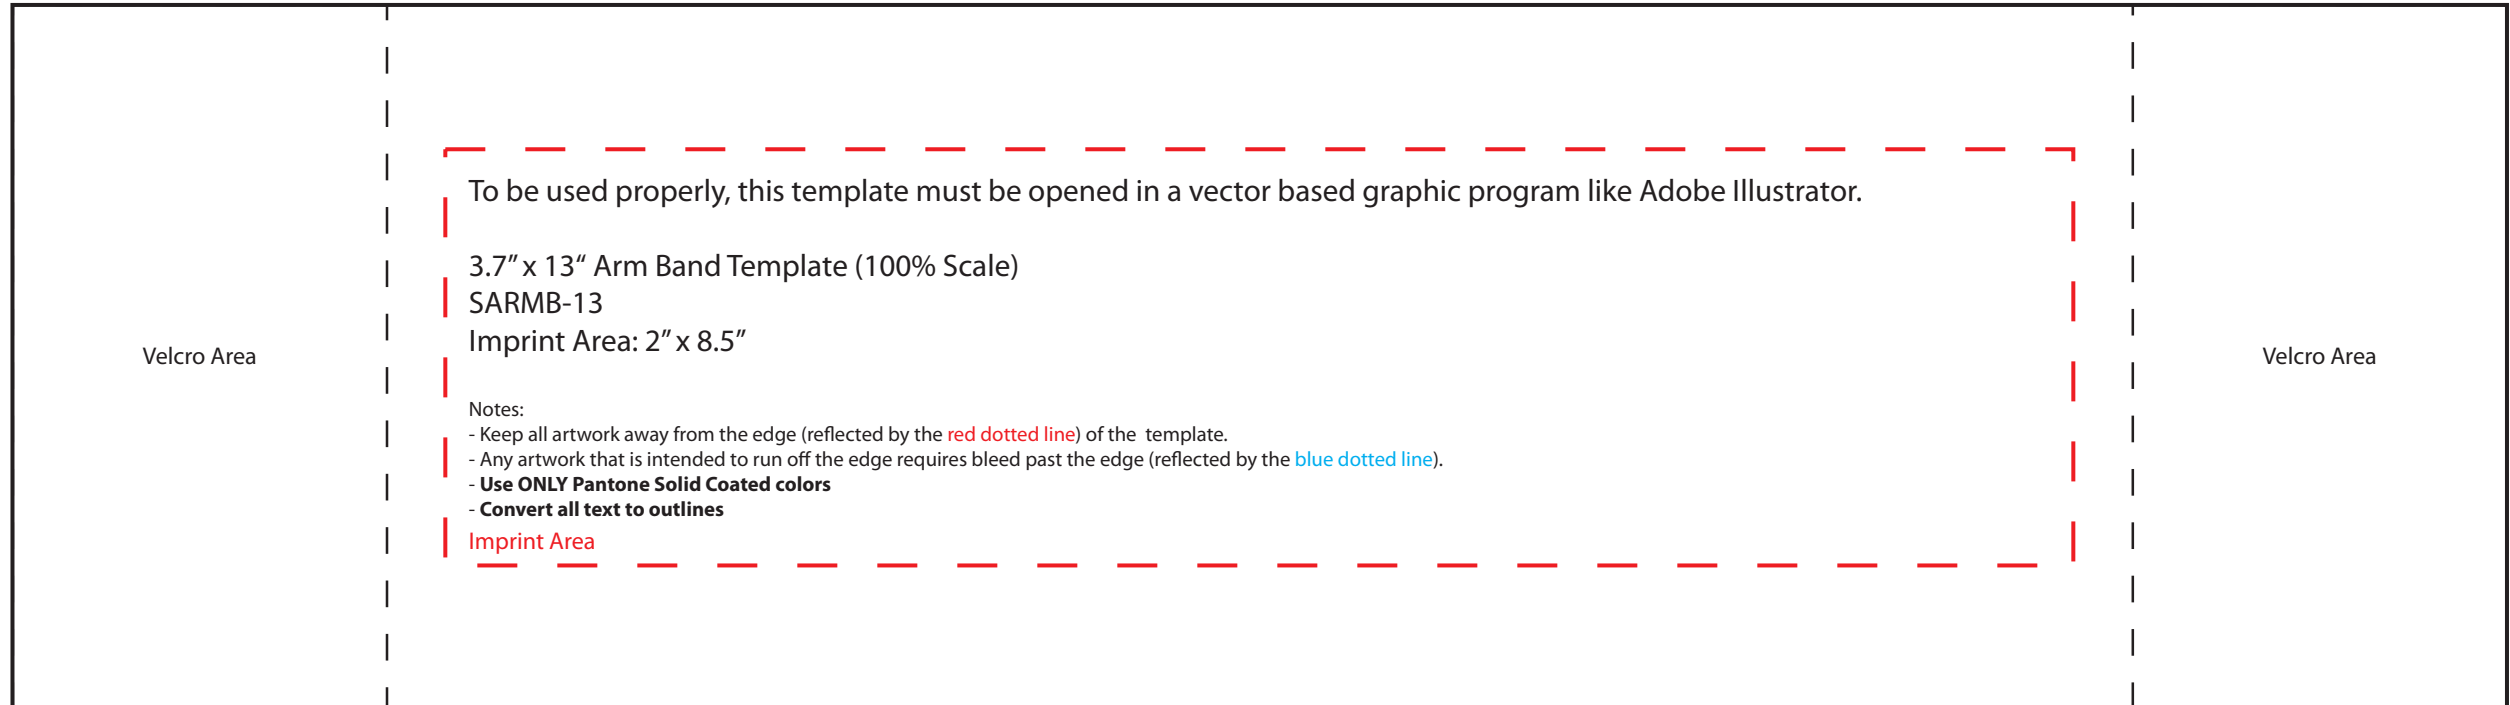 To be used properly, this template must be opened in a vector based graphic program like Adobe Illustrator.
3.7” x 13“ Arm Band Template (100% Scale)
SARMB-13
Imprint Area: 2” x 8.5”
Velcro Area
Velcro Area
Notes:
- Keep all artwork away from the edge (reflected by the red dotted line) of the  template.
- Any artwork that is intended to run off the edge requires bleed past the edge (reflected by the blue dotted line).
- Use ONLY Pantone Solid Coated colors
- Convert all text to outlines
Imprint Area